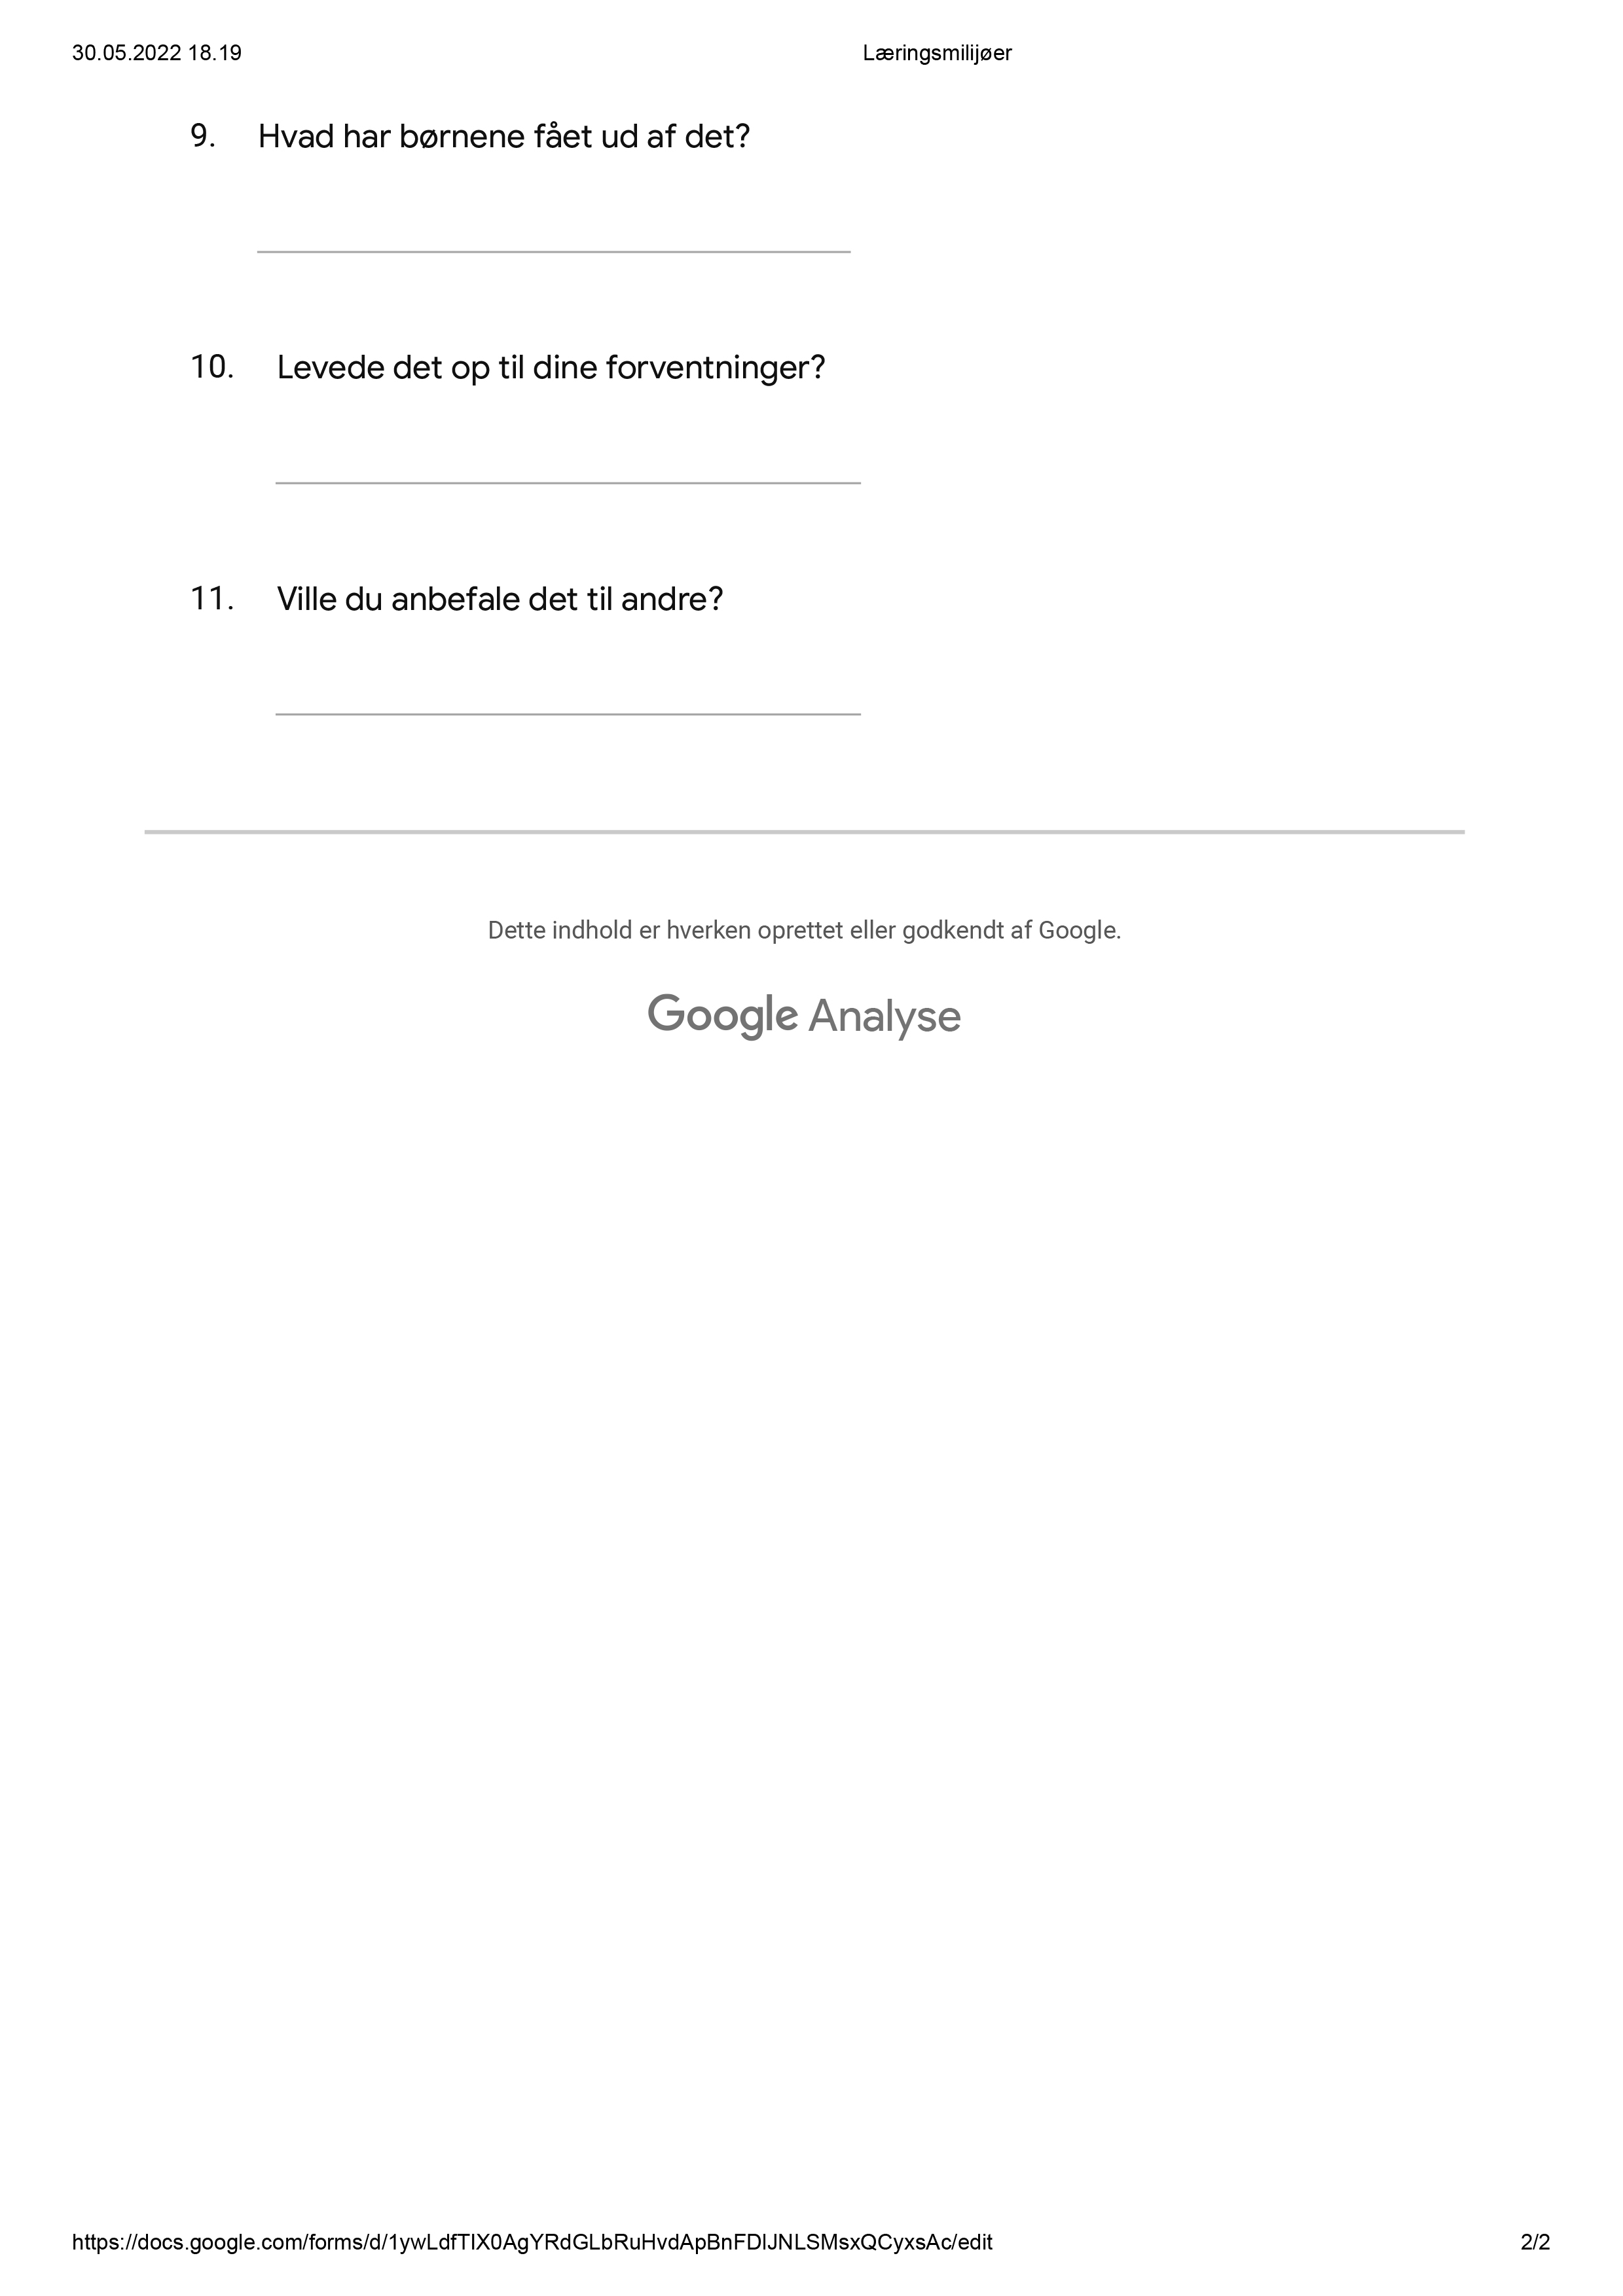 30.05.2022 18.19
Læringsmilijøer
9. Hvad har børnene fået ud af det?
10. Levede det op til dine forventninger?
11. Ville du anbefale det til andre?
Dette indhold er hverken oprettet eller godkendt af Google.
Google Analyse
https://docs.google.com/forms/d/1ywLdfTIX0AgYRdGLbRuHvdApBnFDIJNLSMsxQCyxsAc/edit
2/2